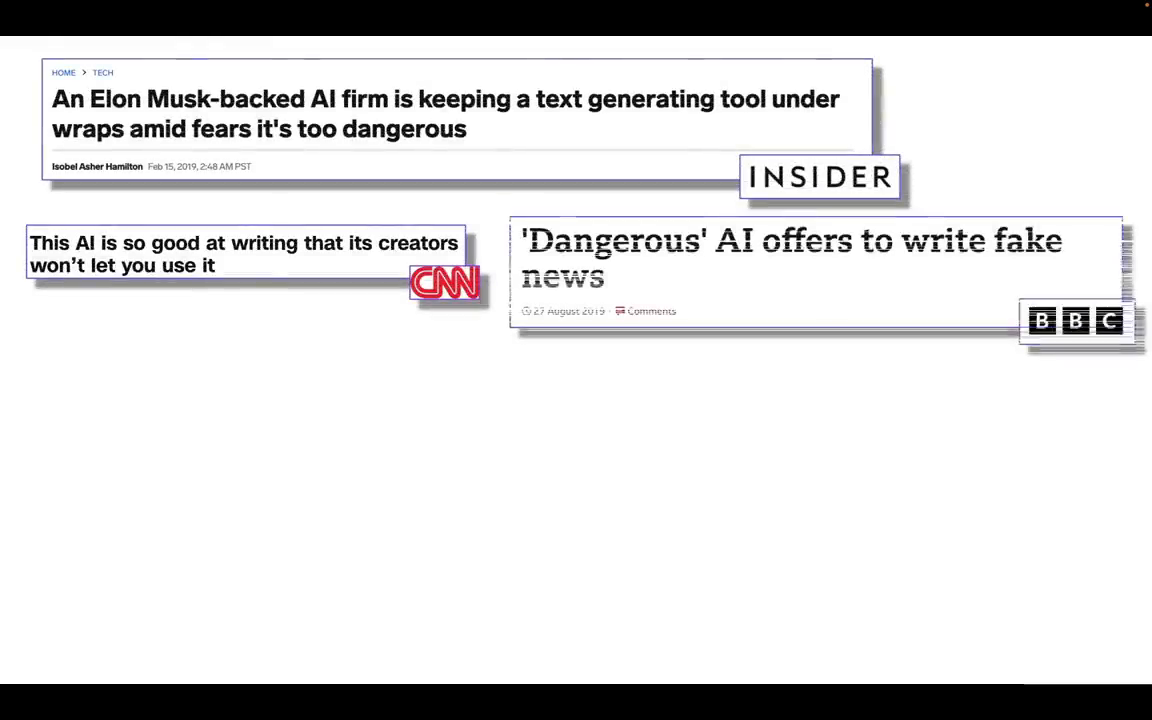 HOME > TECH
An Elon Musk-backed AI firm is keeping a text generating tool under
wraps amid fears it's too dangerous
Isobel Asher Hamilton Feb 15, 2019, 2:48 AM PST
INSIDER
This AI is so good at writing that its creators
won't let you use it
CNN
'Dangerous' AI offers to write fake
news
27 August 2019 · Comments
BBC